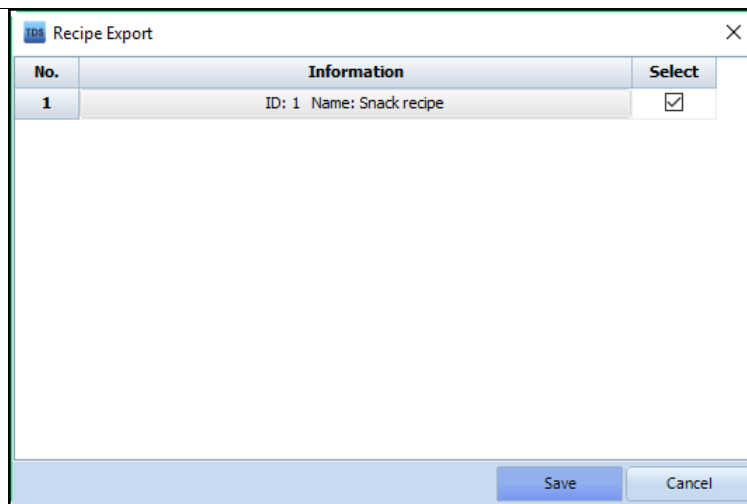 TDS Recipe Export
No. Information Select
1 ID: 1 Name: Snack recipe
Save Cancel